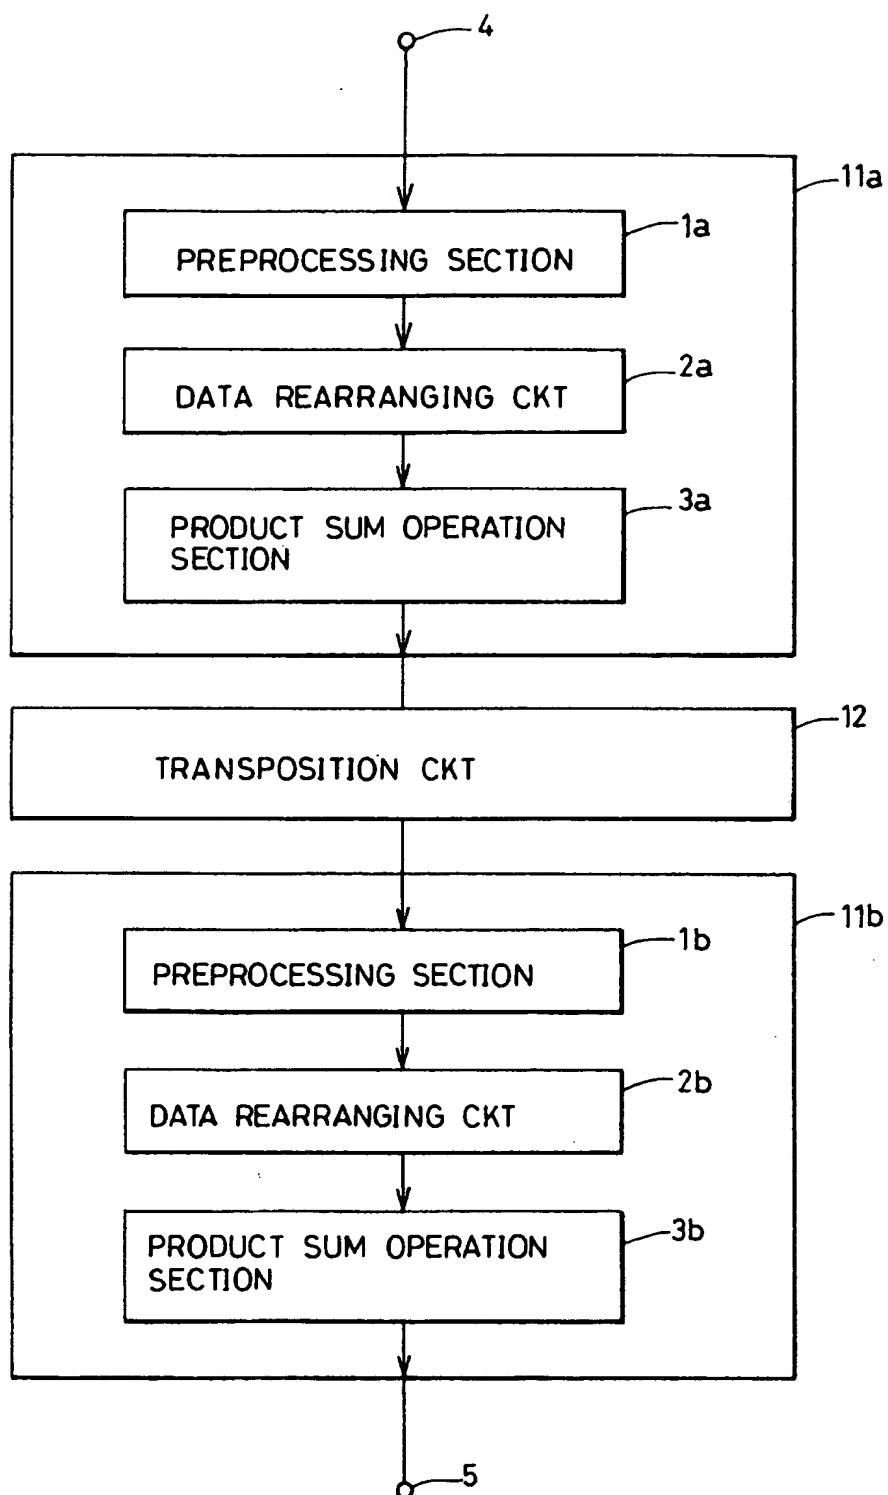 4
11a
1a
PREPROCESSING SECTION
2a
DATA REARRANGING CKT
3a
PRODUCT SUM OPERATION
SECTION
12
TRANSPOSITION CKT
11b
1b
PREPROCESSING SECTION
2b
DATA REARRANGING CKT
3b
PRODUCT SUM OPERATION
SECTION
5